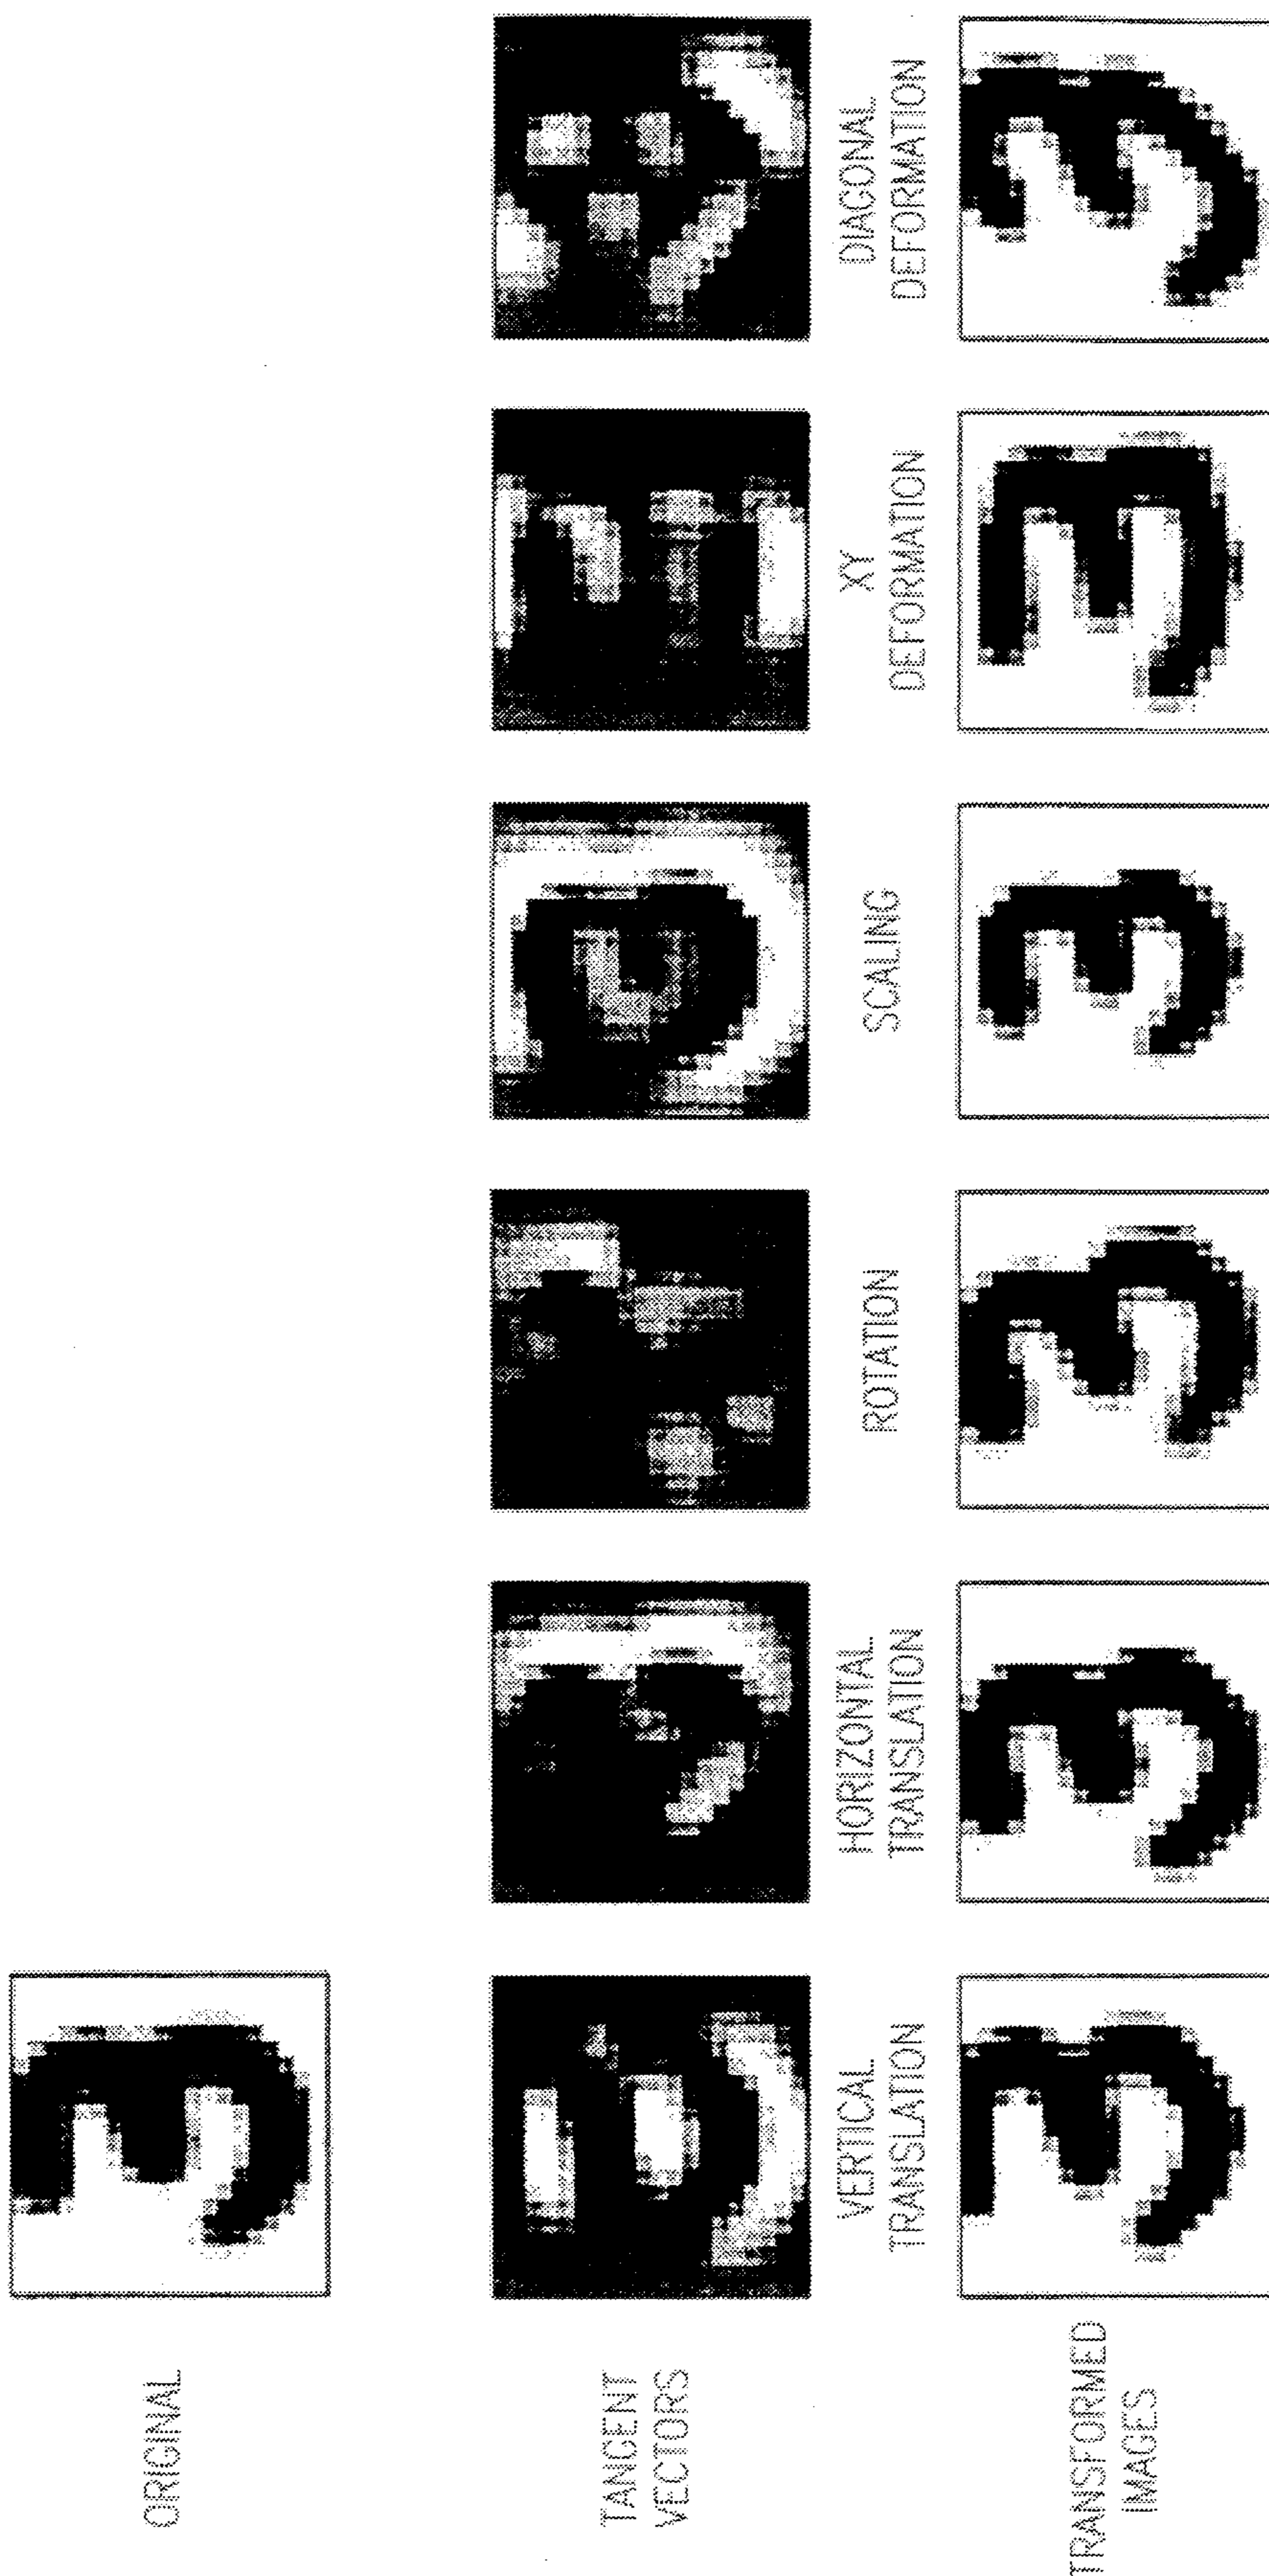 ORIGINAL
TANGENT
VECTORS
VERTICAL
TRANSLATION
HORIZONTAL
TRANSLATION
ROTATION
SCALING
XY
DEFORMATION
DIAGONAL
DEFORMATION
TRANSFORMED
IMAGES